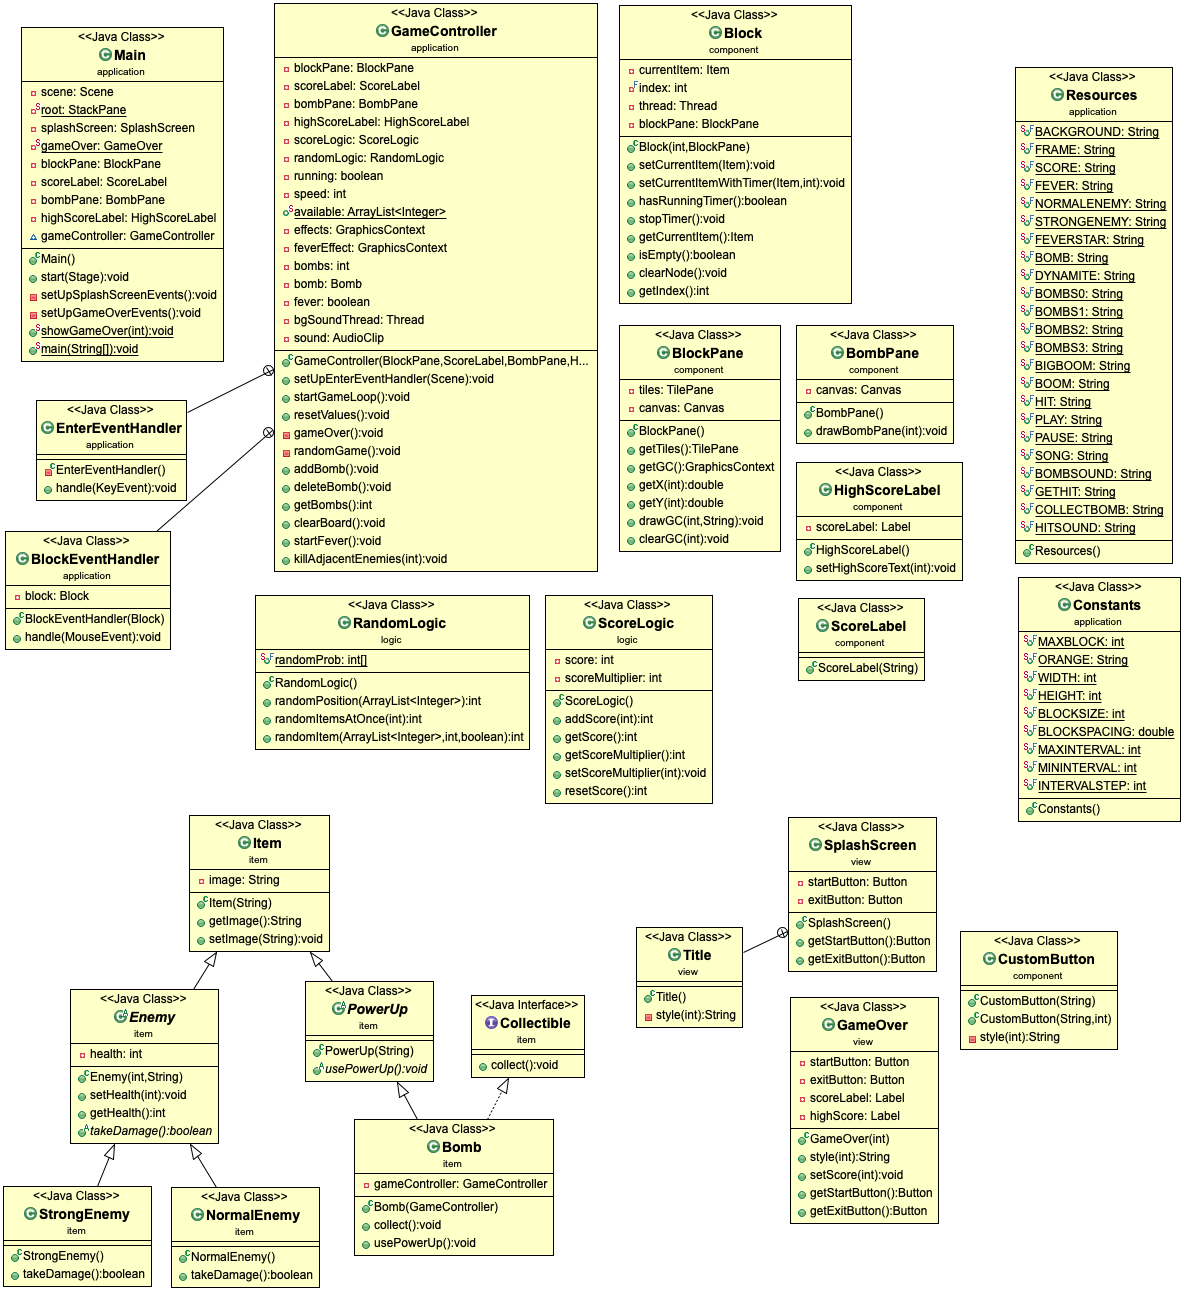 <<Java Class>>
Main
application
scene: Scene
root: StackPane
splashScreen: SplashScreen
gameOver: GameOver
blockPane: BlockPane
scoreLabel: ScoreLabel
bombPane: BombPane
highScoreLabel: HighScoreLabel
gameController: GameController
Main()
start(Stage):void
setUpSplashScreenEvents():void
setUpGameOverEvents():void
showGameOver(int):void
main(String[]):void
<<Java Class>>
GameController
application
blockPane: BlockPane
scoreLabel: ScoreLabel
bombPane: BombPane
highScoreLabel: HighScoreLabel
scoreLogic: ScoreLogic
randomLogic: RandomLogic
running: boolean
speed: int
available: ArrayList<Integer>
effects: GraphicsContext
feverEffect: GraphicsContext
bombs: int
bomb: Bomb
fever: boolean
bgSoundThread: Thread
sound: AudioClip
GameController(BlockPane,ScoreLabel,BombPane,H...
setUpEnterEventHandler(Scene):void
startGameLoop():void
resetValues():void
gameOver():void
randomGame():void
addBomb():void
deleteBomb():void
getBombs():int
clearBoard():void
startFever():void
killAdjacentEnemies(int):void
<<Java Class>>
Block
component
currentItem: Item
index: int
thread: Thread
blockPane: BlockPane
Block(int,BlockPane)
setCurrentItem(Item):void
setCurrentItemWithTimer(Item,int):void
hasRunningTimer():boolean
stopTimer():void
getCurrentItem():Item
isEmpty():boolean
clearNode():void
getIndex():int
<<Java Class>>
Resources
application
BACKGROUND: String
FRAME: String
SCORE: String
FEVER: String
NORMALENEMY: String
STRONGENEMY: String
FEVERSTAR: String
BOMB: String
DYNAMITE: String
BOMBS0: String
BOMBS1: String
BOMBS2: String
BOMBS3: String
BIGBOOM: String
BOOM: String
HIT: String
PLAY: String
PAUSE: String
SONG: String
BOMBSOUND: String
GETHIT: String
COLLECTBOMB: String
HITSOUND: String
Resources()
<<Java Class>>
BlockPane
component
tiles: TilePane
canvas: Canvas
BlockPane()
getTiles():TilePane
getGC():GraphicsContext
getX(int):double
getY(int):double
drawGC(int,String):void
clearGC(int):void
<<Java Class>>
BombPane
component
canvas: Canvas
BombPane()
drawBombPane(int):void
<<Java Class>>
EnterEventHandler
application
EnterEventHandler()
handle(KeyEvent):void
<<Java Class>>
HighScoreLabel
component
scoreLabel: Label
HighScoreLabel()
setHighScoreText(int):void
<<Java Class>>
BlockEventHandler
application
block: Block
BlockEventHandler(Block)
handle(MouseEvent):void
<<Java Class>>
RandomLogic
logic
randomProb: int[]
RandomLogic()
randomPosition(ArrayList<Integer>):int
randomItemsAtOnce(int):int
randomItem(ArrayList<Integer>,int,boolean):int
<<Java Class>>
ScoreLogic
logic
score: int
scoreMultiplier: int
ScoreLogic()
addScore(int):int
getScore():int
getScoreMultiplier():int
setScoreMultiplier(int):void
resetScore():int
<<Java Class>>
ScoreLabel
component
ScoreLabel(String)
<<Java Class>>
Constants
application
MAXBLOCK: int
ORANGE: String
WIDTH: int
HEIGHT: int
BLOCKSIZE: int
BLOCKSPACING: double
MAXINTERVAL: int
MININTERVAL: int
INTERVALSTEP: int
Constants()
<<Java Class>>
Item
item
image: String
Item(String)
getImage():String
setImage(String):void
<<Java Class>>
SplashScreen
view
startButton: Button
exitButton: Button
SplashScreen()
getStartButton():Button
getExitButton():Button
<<Java Class>>
Title
view
Title()
style(int):String
<<Java Class>>
CustomButton
component
CustomButton(String)
CustomButton(String,int)
style(int):String
<<Java Class>>
Enemy
item
health: int
Enemy(int,String)
setHealth(int):void
getHealth():int
takeDamage():boolean
<<Java Class>>
PowerUp
item
PowerUp(String)
usePowerUp():void
<<Java Interface>>
Collectible
item
collect():void
<<Java Class>>
GameOver
view
startButton: Button
exitButton: Button
scoreLabel: Label
highScore: Label
GameOver(int)
style(int):String
setScore(int):void
getStartButton():Button
getExitButton():Button
<<Java Class>>
Bomb
item
gameController: GameController
Bomb(GameController)
collect():void
usePowerUp():void
<<Java Class>>
StrongEnemy
item
StrongEnemy()
takeDamage():boolean
<<Java Class>>
NormalEnemy
item
NormalEnemy()
takeDamage():boolean